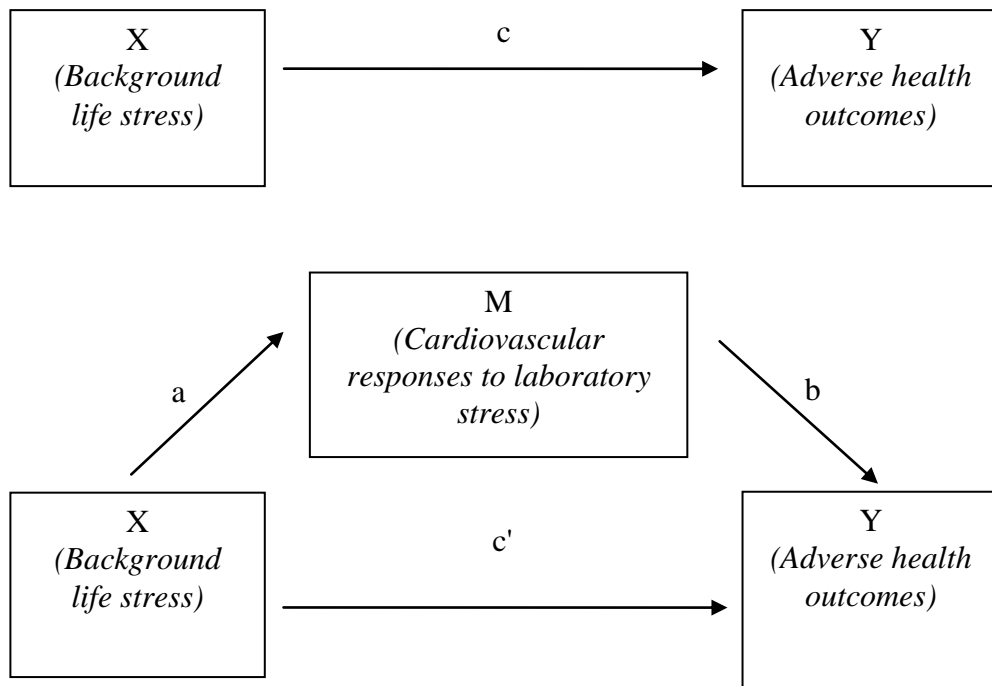 X
(Background
life stress)
c
Y
(Adverse health
outcomes)
M
(Cardiovascular
responses to laboratory
stress)
a
b
X
(Background
life stress)
c'
Y
(Adverse health
outcomes)